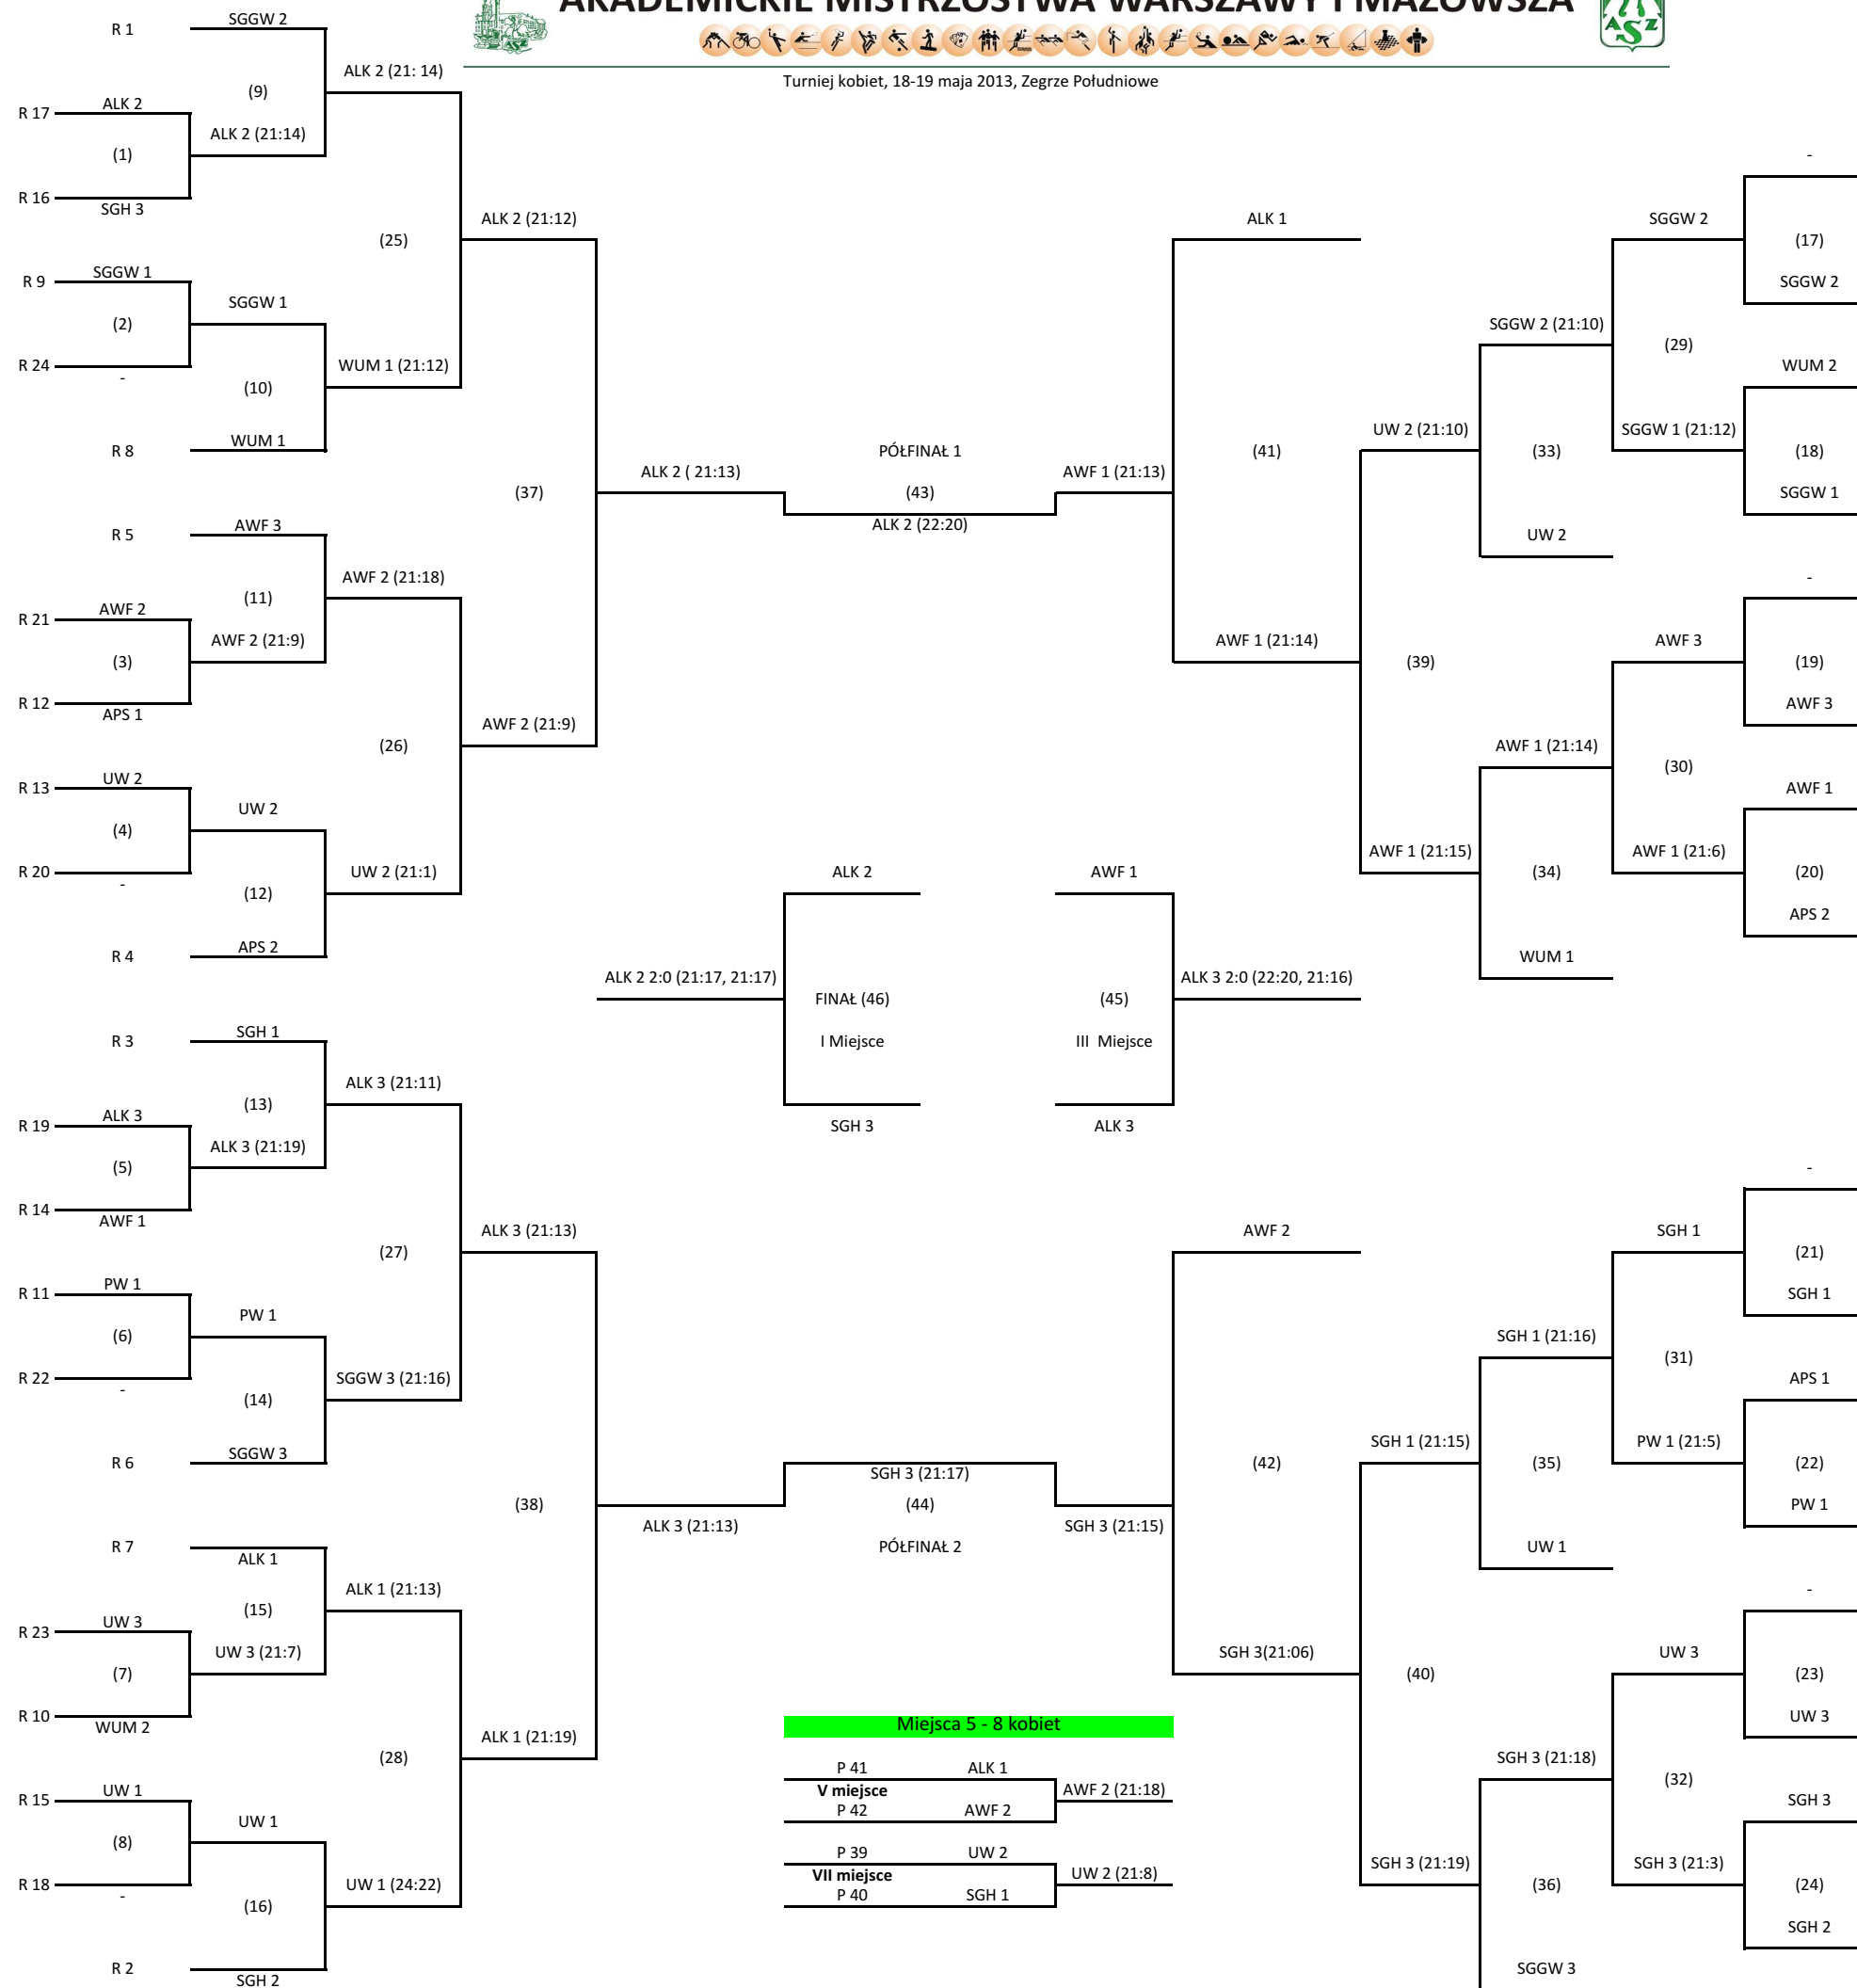 AKADEMICKIE MISTRZOSTWA WARSZAWY I MAZOWSZA
ASZ
Turniej kobiet, 18-19 maja 2013, Zegrze Południowe
R 1
SGGW 2
ALK 2 (21: 14)
(9)
R 17
ALK 2
ALK 2 (21:14)
(1)
R 16
SGH 3
ALK 2 (21:12)
(25)
R 9
SGGW 1
SGGW 1
(2)
R 24
-
WUM 1 (21:12)
(10)
R 8
WUM 1
ALK 2 ( 21:13)
(37)
R 5
AWF 3
AWF 2 (21:18)
(11)
R 21
AWF 2
AWF 2 (21:9)
(3)
R 12
APS 1
AWF 2 (21:9)
(26)
R 13
UW 2
UW 2
(4)
R 20
-
UW 2 (21:1)
(12)
R 4
APS 2
R 3
SGH 1
ALK 3 (21:11)
(13)
R 19
ALK 3
ALK 3 (21:19)
(5)
R 14
AWF 1
ALK 3 (21:13)
(27)
R 11
PW 1
PW 1
(6)
R 22
-
SGGW 3 (21:16)
(14)
R 6
SGGW 3
(38)
ALK 3 (21:13)
R 7
ALK 1
ALK 1 (21:13)
(15)
R 23
UW 3
UW 3 (21:7)
(7)
R 10
WUM 2
ALK 1 (21:19)
(28)
R 15
UW 1
UW 1
(8)
R 18
-
UW 1 (24:22)
(16)
R 2
SGH 2
PÓŁFINAŁ 1
(43)
ALK 2 (22:20)
ALK 2
ALK 2 2:0 (21:17, 21:17)
FINAŁ (46)
I Miejsce
SGH 3
AWF 1
(45)
ALK 3 2:0 (22:20, 21:16)
III Miejsce
ALK 3
SGH 3 (21:17)
(44)
PÓŁFINAŁ 2
Miejsca 5 - 8 kobiet
P 41 ALK 1
V miejsce AWF 2 (21:18)
P 42 AWF 2
P 39 UW 2
VII miejsce UW 2 (21:8)
P 40 SGH 1
ALK 1
AWF 1 (21:13)
(41)
AWF 1 (21:14)
UW 2 (21:10)
(39)
AWF 1 (21:15)
SGGW 2 (21:10)
(33)
UW 2
AWF 1 (21:14)
(34)
WUM 1
SGGW 2
(29)
SGGW 1 (21:12)
AWF 3
(30)
AWF 1 (21:6)
-
(17)
SGGW 2
WUM 2
(18)
SGGW 1
-
(19)
AWF 3
AWF 1
(20)
APS 2
AWF 2
(42)
SGH 3 (21:15)
SGH 3(21:06)
SGH 1 (21:15)
(40)
SGH 3 (21:19)
SGH 1 (21:16)
(35)
UW 1
SGH 3 (21:18)
(36)
SGGW 3
SGH 1
(31)
PW 1 (21:5)
UW 3
(32)
SGH 3 (21:3)
-
(21)
SGH 1
APS 1
(22)
PW 1
-
(23)
UW 3
SGH 3
(24)
SGH 2